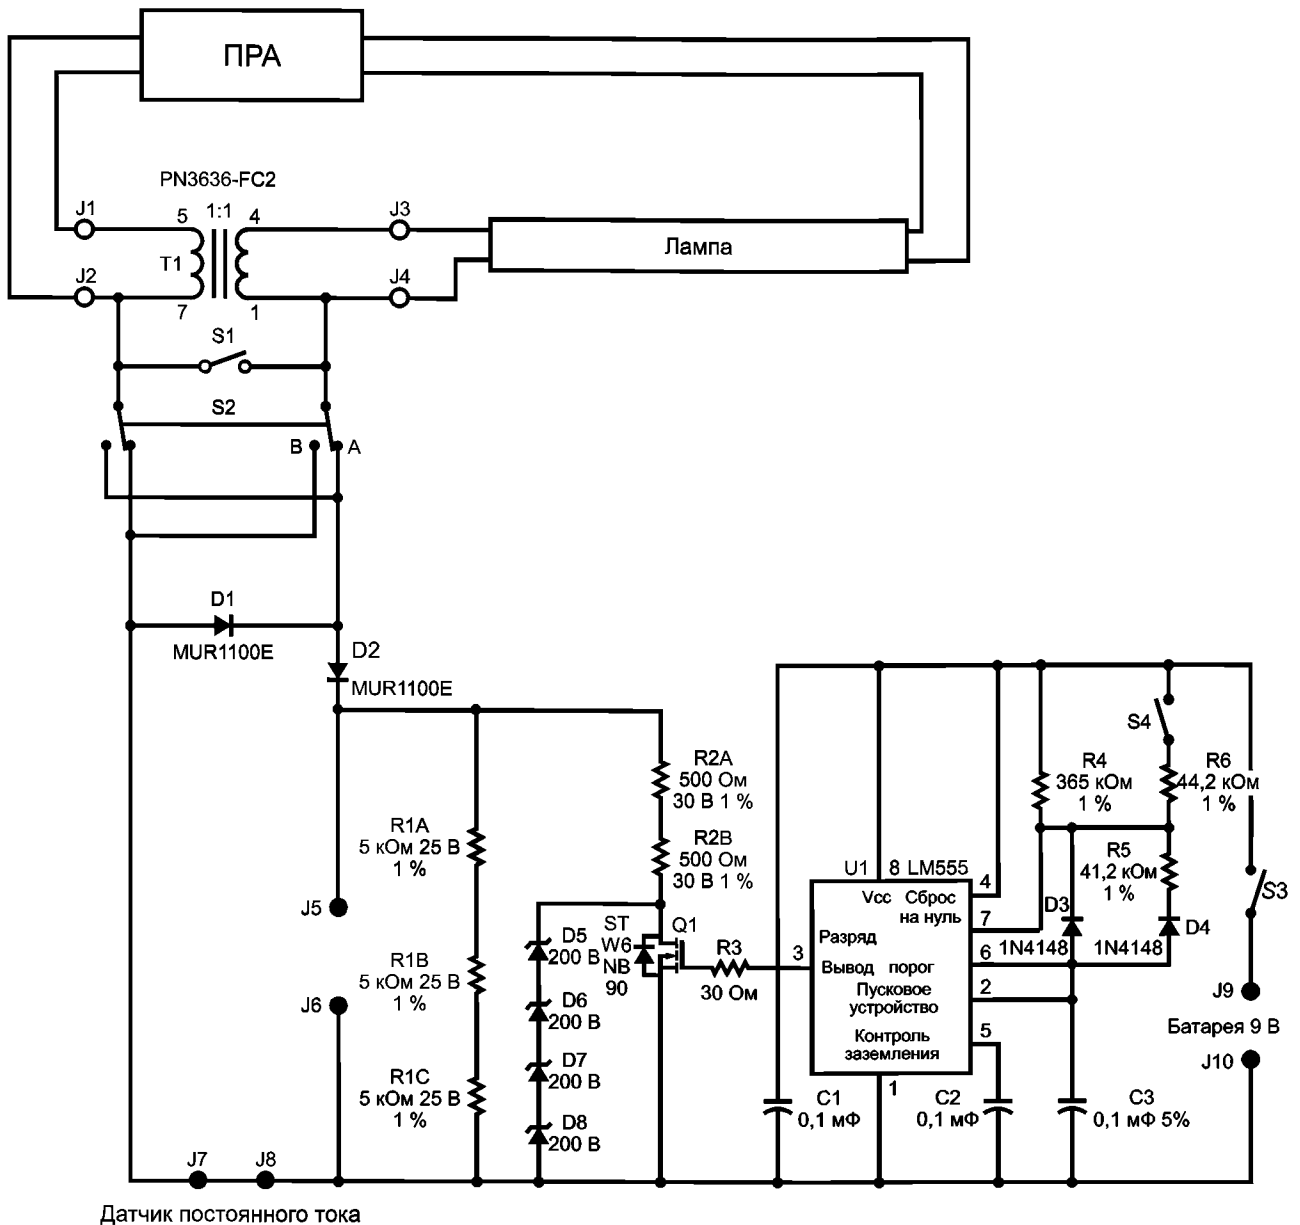 ПРА
PN3636-FC2
J1
5
1:1
4
J3
T1
Лампа
J2
7
1
J4
S1
S2
B
A
D1
MUR1100E
D2
MUR1100E
S4
R2A
500 Ом
30 В 1 %
R4
365 кОм
1 %
R6
44,2 кОм
1 %
R1A
5 кОм 25 В
1 %
R2B
500 Ом
30 В 1 %
R5
41,2 кОм
1 %
U1
8
LM555
4
Vcc
Сброс
на нуль
7
S3
J5
D3
D4
1N4148
1N4148
ST
W6
NB
90
Q1
D5
200 В
R3
30 Ом
3
Разряд
Вывод
порог
6
Пусковое
устройство
2
R1B
5 кОм 25 В
1 %
J6
D6
200 В
J9
Батарея 9 В
J10
Контроль
заземления
5
1
D7
200 В
R1C
5 кОм 25 В
1 %
D8
200 В
C1
0,1 мФ
C2
0,1 мФ
C3
0,1 мФ 5%
J7
J8
Датчик постоянного тока